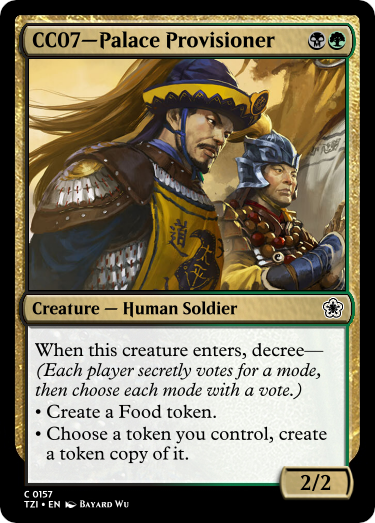 CC07—Palace Provisioner
Creature — Human Soldier
When this creature enters, decree—
(Each player secretly votes for a mode,
then choose each mode with a vote.)
• Create a Food token.
• Choose a token you control, create
a token copy of it.
2/2
C 0157
TZI • EN Bayard Wu